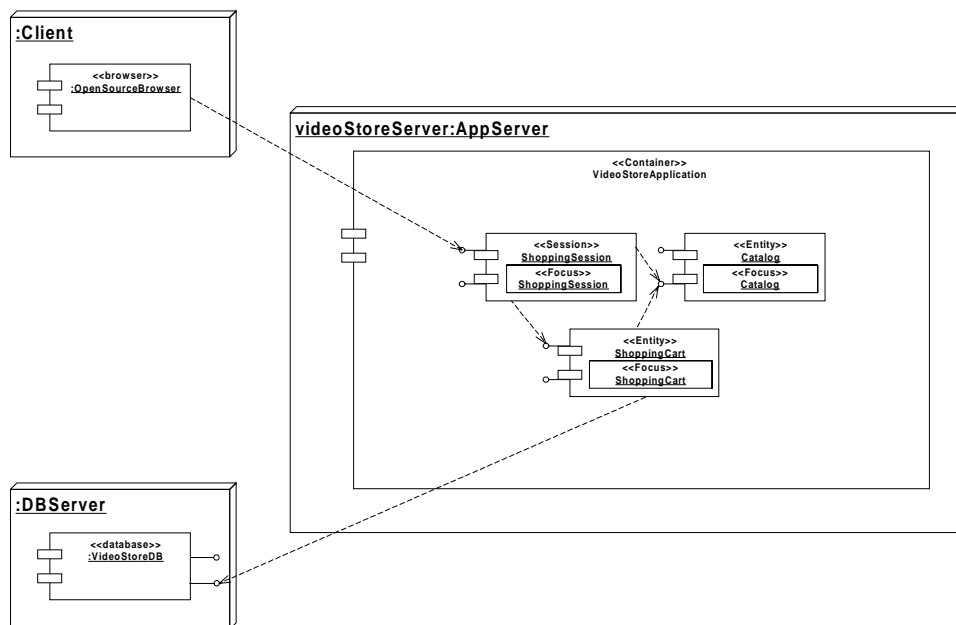 :Client
<<browser>>
:OpenSourceBrowser
videoStoreServer:AppServer
<<Container>>
VideoStoreApplication
<<Session>>
ShoppingSession
<<Focus>>
ShoppingSession
<<Entity>>
Catalog
<<Focus>>
Catalog
<<Entity>>
ShoppingCart
<<Focus>>
ShoppingCart
:DBServer
<<database>>
:VideoStoreDB